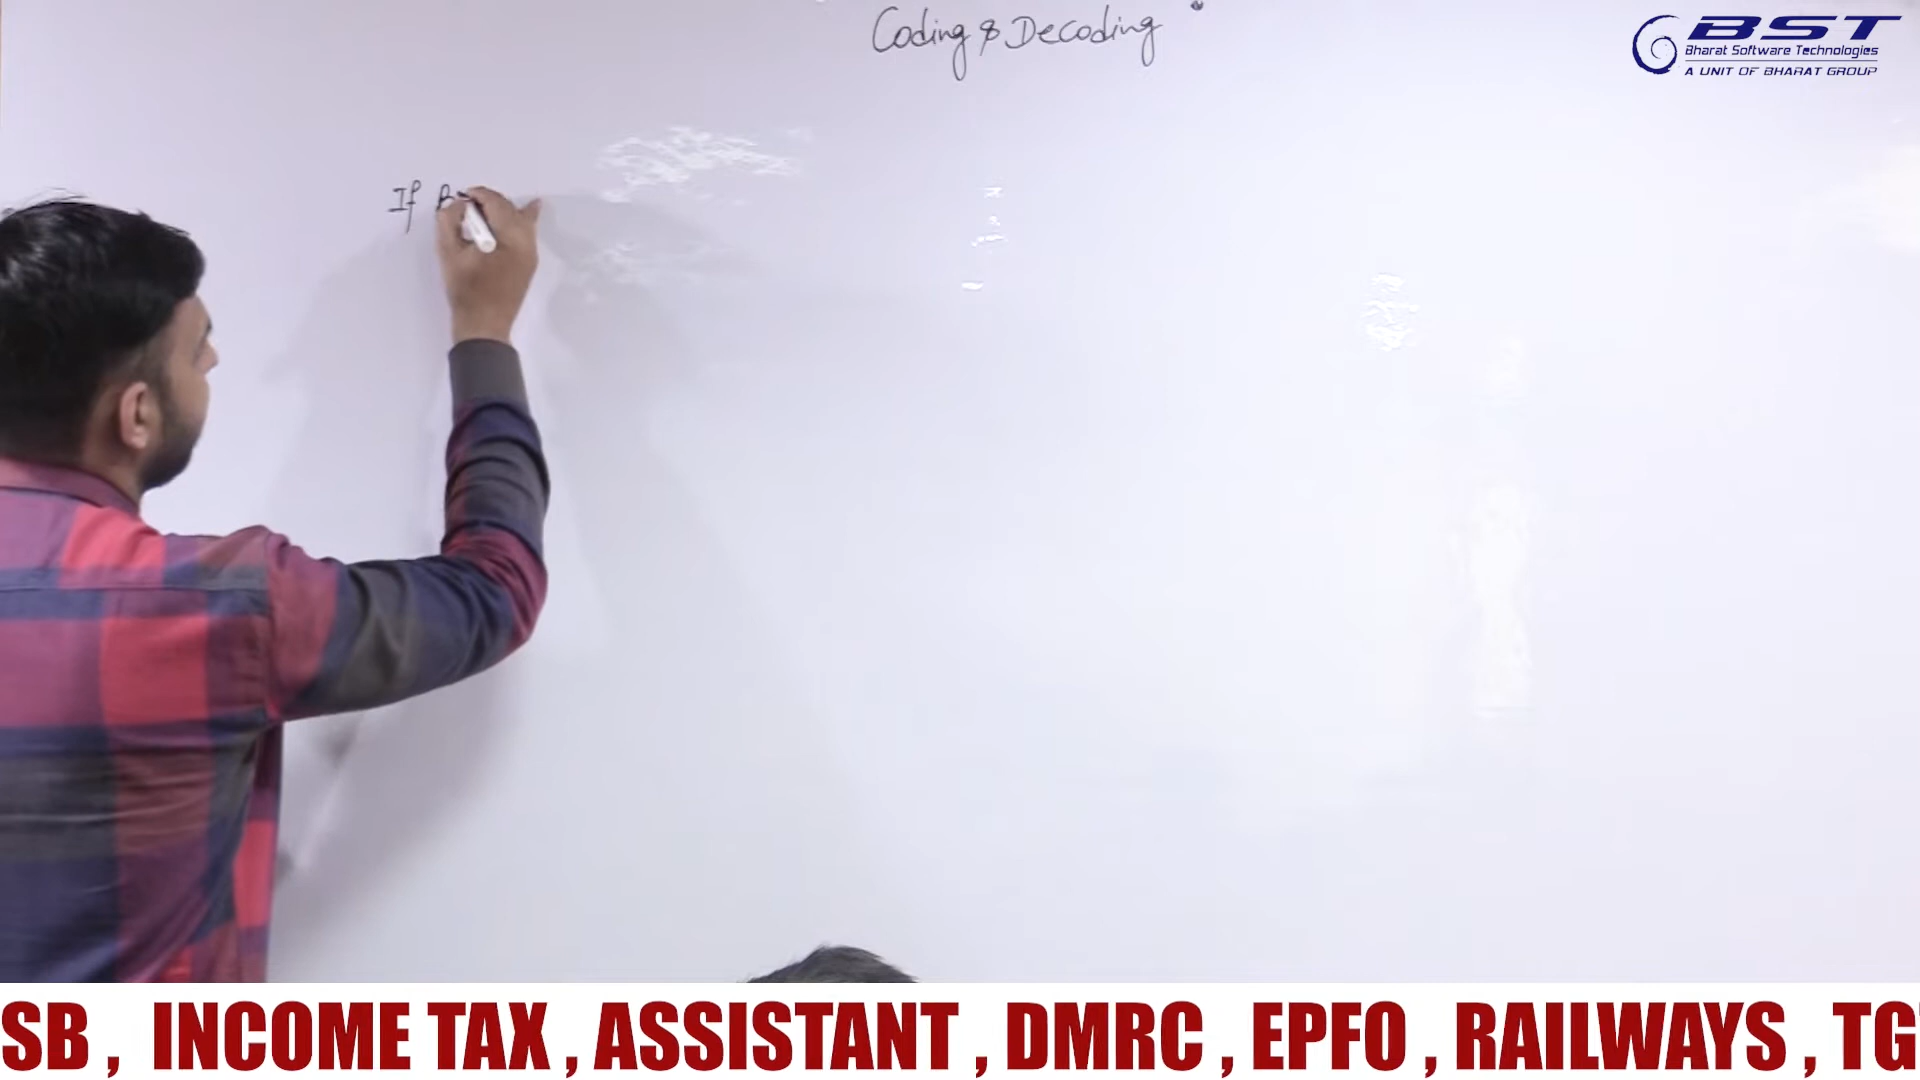 Coding & Decoding
BST
Bharat Software Technologies
A UNIT OF BHARAT GROUP
If
SB , INCOME TAX , ASSISTANT , DMRC , EPFO , RAILWAYS , TG